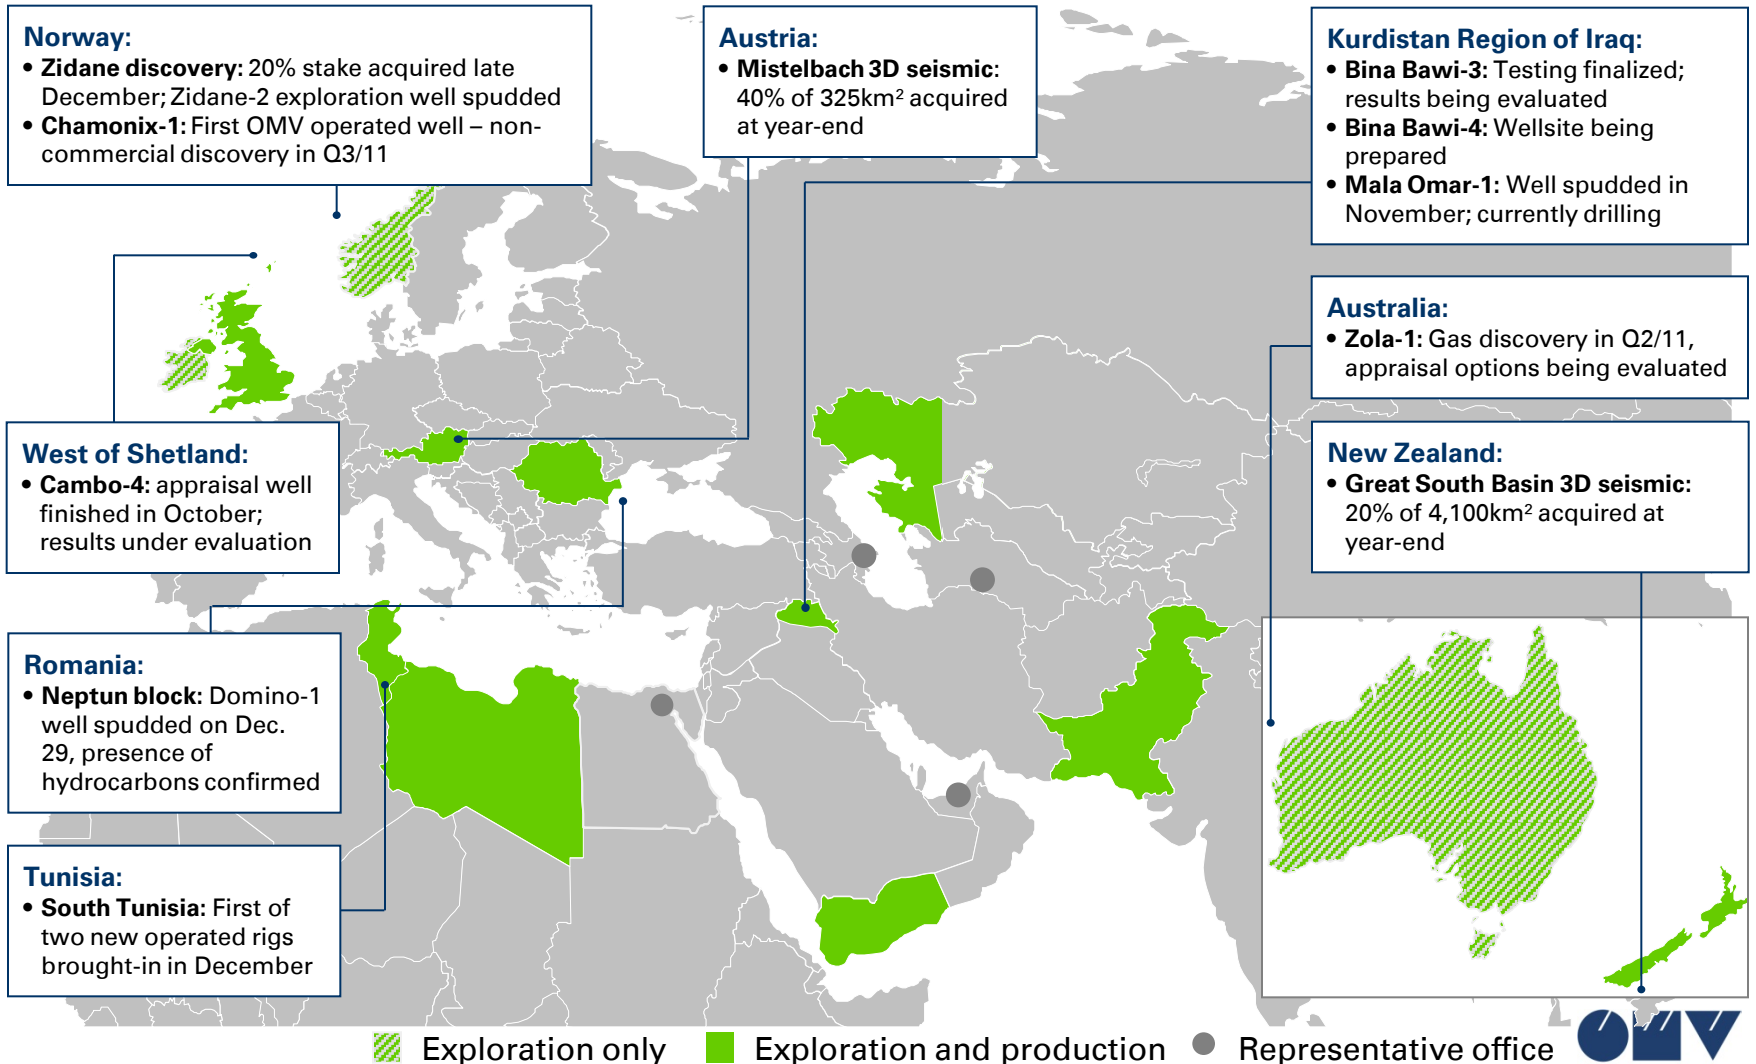 Norway:
• Zidane discovery: 20% stake acquired late
December; Zidane-2 exploration well spudded
• Chamonix-1: First OMV operated well – non-
commercial discovery in Q3/11
Austria:
• Mistelbach 3D seismic:
40% of 325km² acquired
at year-end
Kurdistan Region of Iraq:
• Bina Bawi-3: Testing finalized;
results being evaluated
• Bina Bawi-4: Wellsite being
prepared
• Mala Omar-1: Well spudded in
November; currently drilling
Australia:
• Zola-1: Gas discovery in Q2/11,
appraisal options being evaluated
West of Shetland:
• Cambo-4: appraisal well
finished in October;
results under evaluation
New Zealand:
• Great South Basin 3D seismic:
20% of 4,100km² acquired at
year-end
Romania:
• Neptun block: Domino-1
well spudded on Dec.
29, presence of
hydrocarbons confirmed
Tunisia:
• South Tunisia: First of
two new operated rigs
brought-in in December
Exploration only
Exploration and production
Representative office
OMV